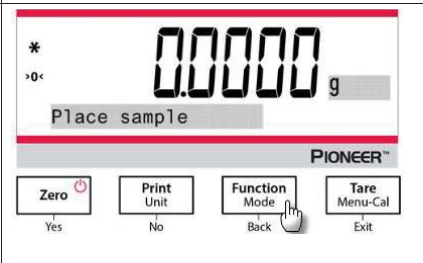 *
>0<
0.0000 g
Place sample
PIONEER™
Zero Print Function Tare
Unit Mode Menu-Cal
Yes No Back Exit